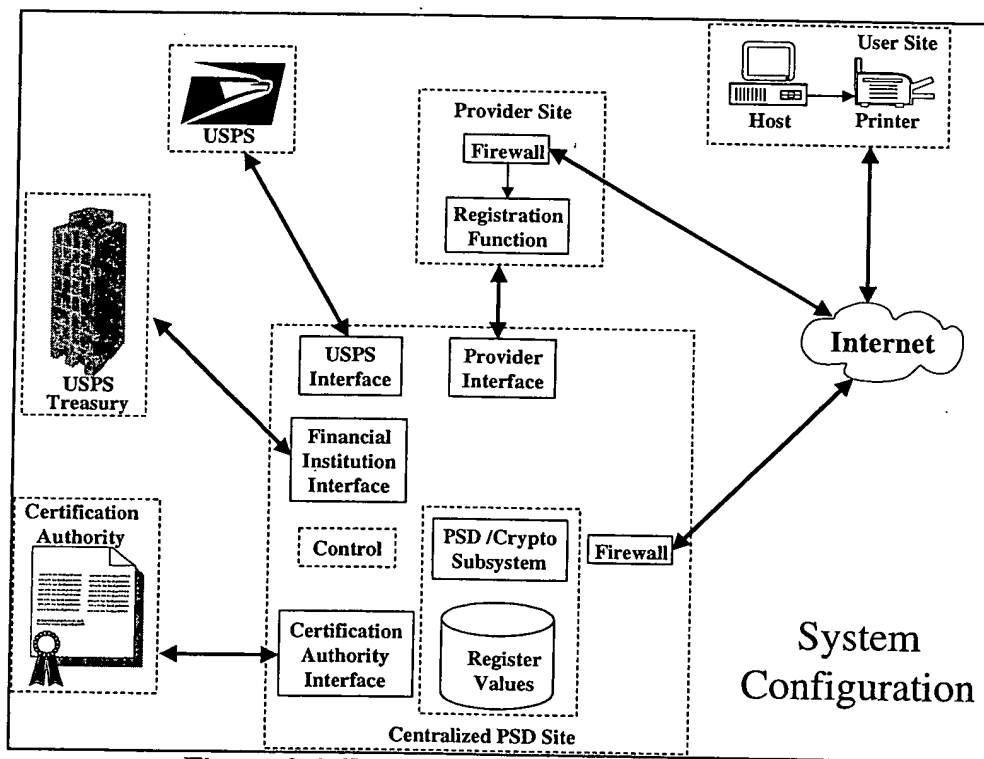 USPS
User Site
Host
Printer
Provider Site
Firewall
Registration
Function
USPS
Treasury
Internet
USPS
Interface
Provider
Interface
Financial
Institution
Interface
Certification
Authority
Control
PSD /Crypto
Subsystem
Firewall
Certification
Authority
Interface
Register
Values
System
Configuration
Centralized PSD Site